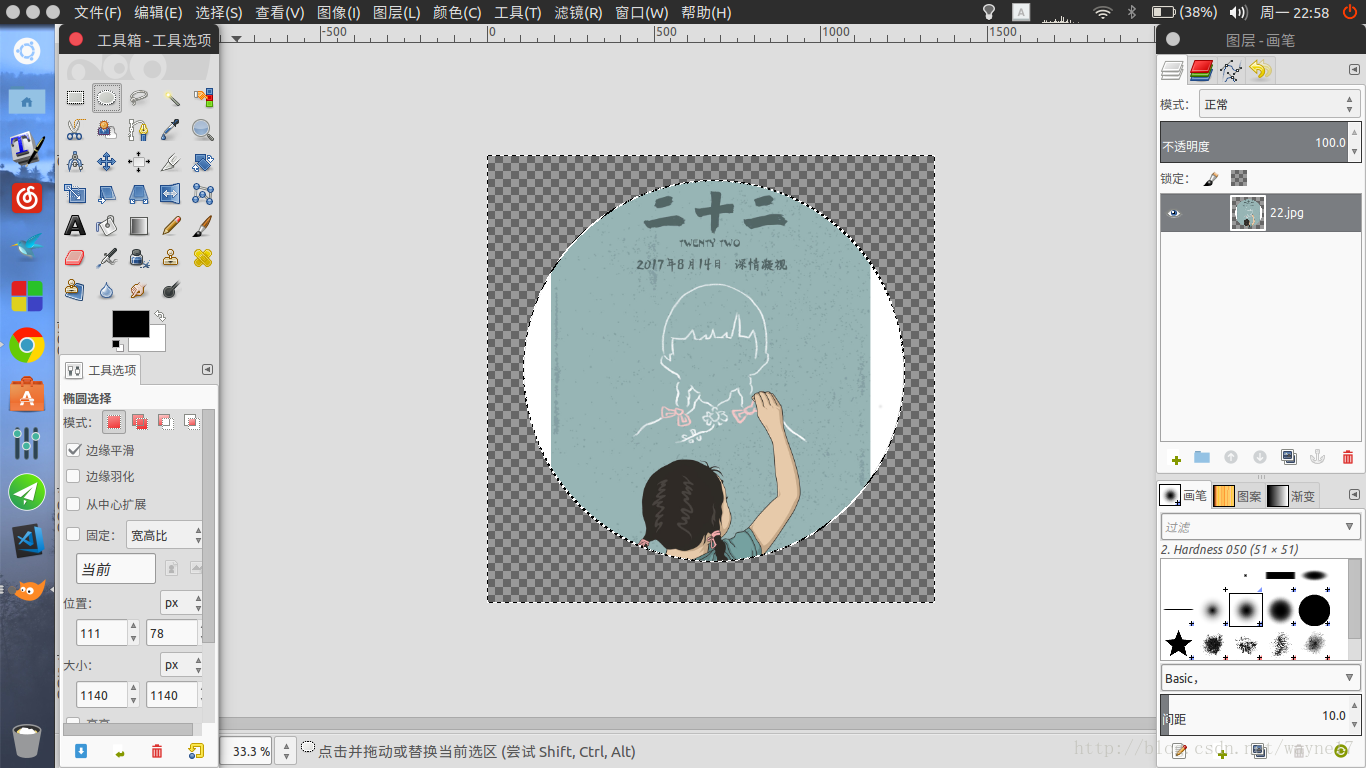 文件(F) 编辑(E) 选择(S) 查看(V) 图像(I) 图层(L) 颜色(C) 工具(T) 滤镜(R) 窗口(W) 帮助(H)
A
(38%)
周一 22:58
工具箱 - 工具选项
-500 0 500 1000 1500
图层 - 画笔
模式: 正常
不透明度 100.0
锁定:
22.jpg
二十二
TWENTY TWO
2017年8月14日 深情凝视
工具选项
椭圆选择
模式:
边缘平滑
边缘羽化
从中心扩展
固定: 宽高比
当前
位置: px
111 78
大小: px
1140 1140
画笔 图案 渐变
过滤
2. Hardness 050 (51 × 51)
Basic,
间距 10.0
33.3 % 点击并拖动或替换当前选区 (尝试 Shift, Ctrl, Alt)
http://blog.csdn.net/wayne17